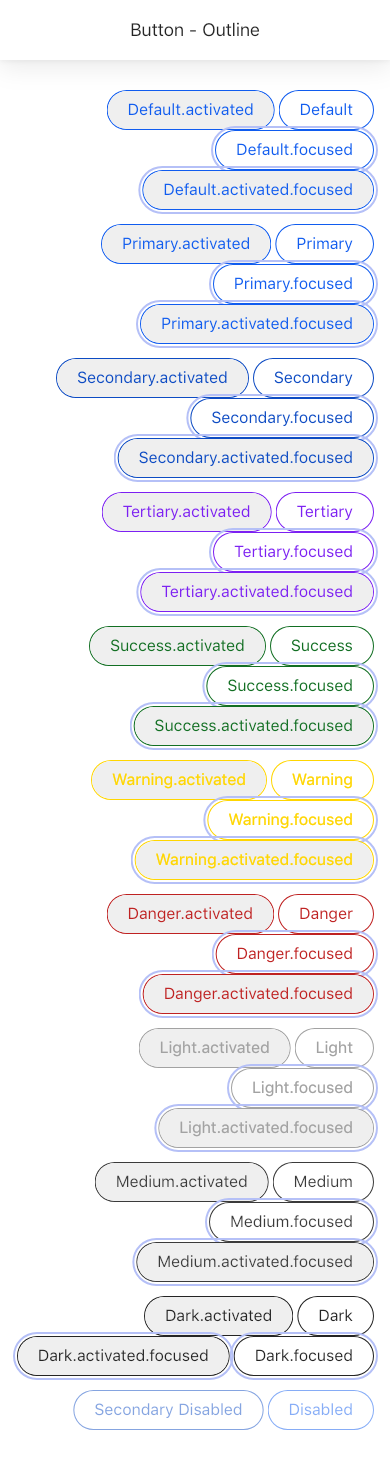 Button - Outline
Default.activated Default
Default.focused
Default.activated.focused
Primary.activated Primary
Primary.focused
Primary.activated.focused
Secondary.activated Secondary
Secondary.focused
Secondary.activated.focused
Tertiary.activated Tertiary
Tertiary.focused
Tertiary.activated.focused
Success.activated Success
Success.focused
Success.activated.focused
Warning.activated Warning
Warning.focused
Warning.activated.focused
Danger.activated Danger
Danger.focused
Danger.activated.focused
Light.activated Light
Light.focused
Light.activated.focused
Medium.activated Medium
Medium.focused
Medium.activated.focused
Dark.activated Dark
Dark.activated.focused Dark.focused
Secondary Disabled Disabled